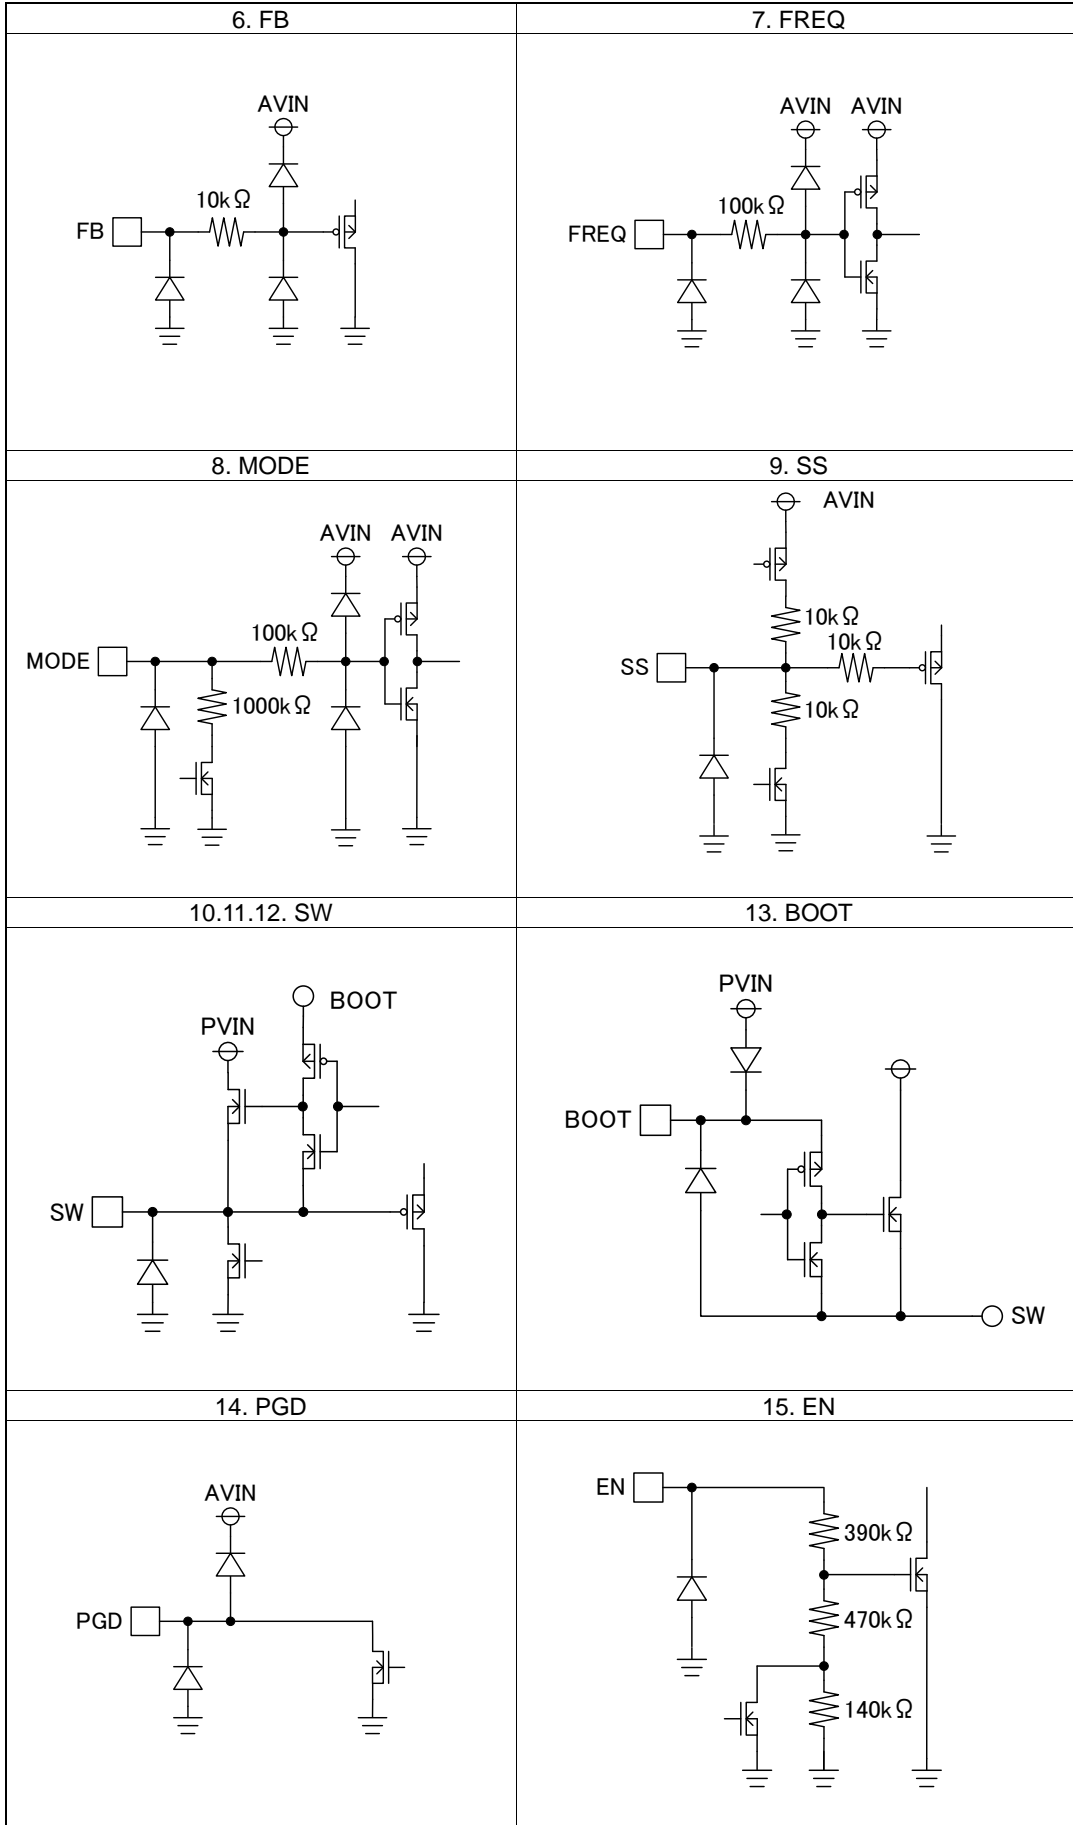 6. FB
7. FREQ
AVIN
10kΩ
FB
AVIN AVIN
100kΩ
FREQ
8. MODE
9. SS
AVIN AVIN
100kΩ
MODE
1000kΩ
AVIN
10kΩ
10kΩ
SS
10kΩ
10.11.12. SW
13. BOOT
BOOT
PVIN
SW
PVIN
BOOT
SW
14. PGD
15. EN
AVIN
PGD
EN
390kΩ
470kΩ
140kΩ